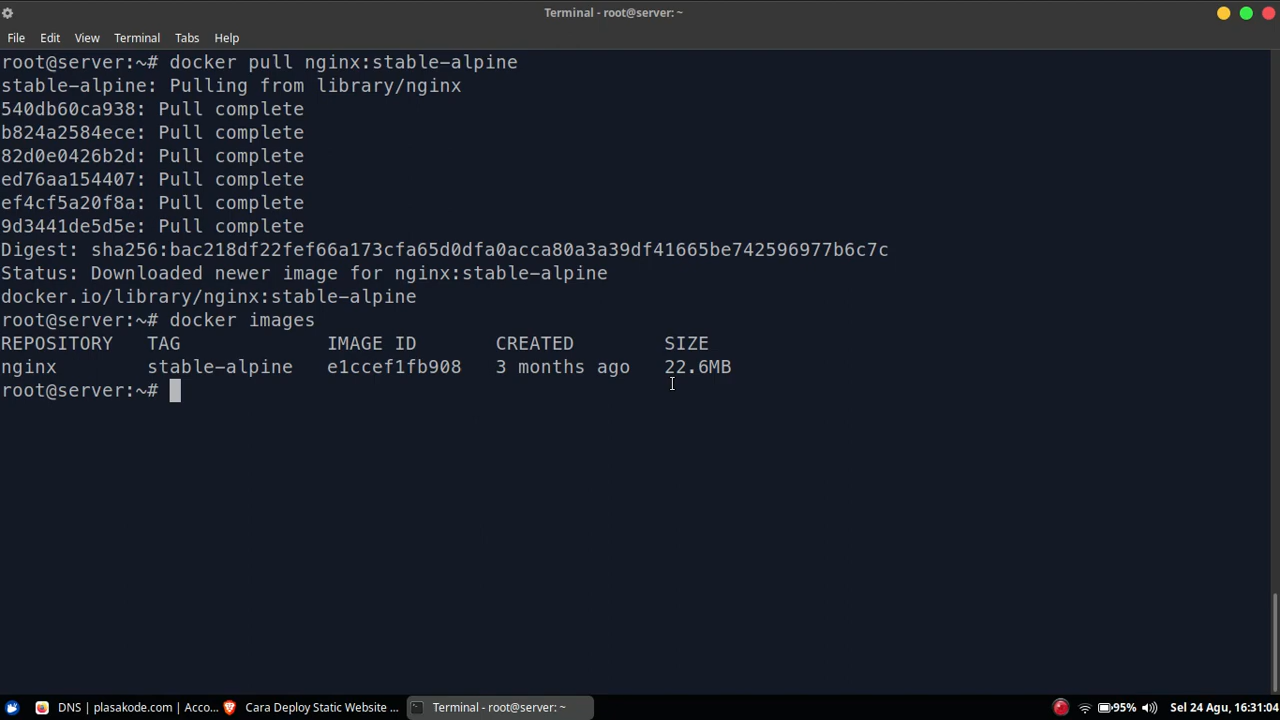 Terminal - root@server: ~
File Edit View Terminal Tabs Help
root@server:~# docker pull nginx:stable-alpine
stable-alpine: Pulling from library/nginx
540db60ca938: Pull complete
b824a2584ece: Pull complete
82d0e0426b2d: Pull complete
ed76aa154407: Pull complete
ef4cf5a20f8a: Pull complete
9d3441de5d5e: Pull complete
Digest: sha256:bac218df22fef66a173cfa65d0dfa0acca80a3a39df41665be742596977b6c7c
Status: Downloaded newer image for nginx:stable-alpine
docker.io/library/nginx:stable-alpine
root@server:~# docker images
REPOSITORY TAG IMAGE ID CREATED SIZE
nginx stable-alpine e1ccef1fb908 3 months ago 22.6MB
root@server:~#
DNS | plasakode.com | Acco... Cara Deploy Static Website ... Terminal - root@server: ~ 95% Sel 24 Agu, 16:31:04